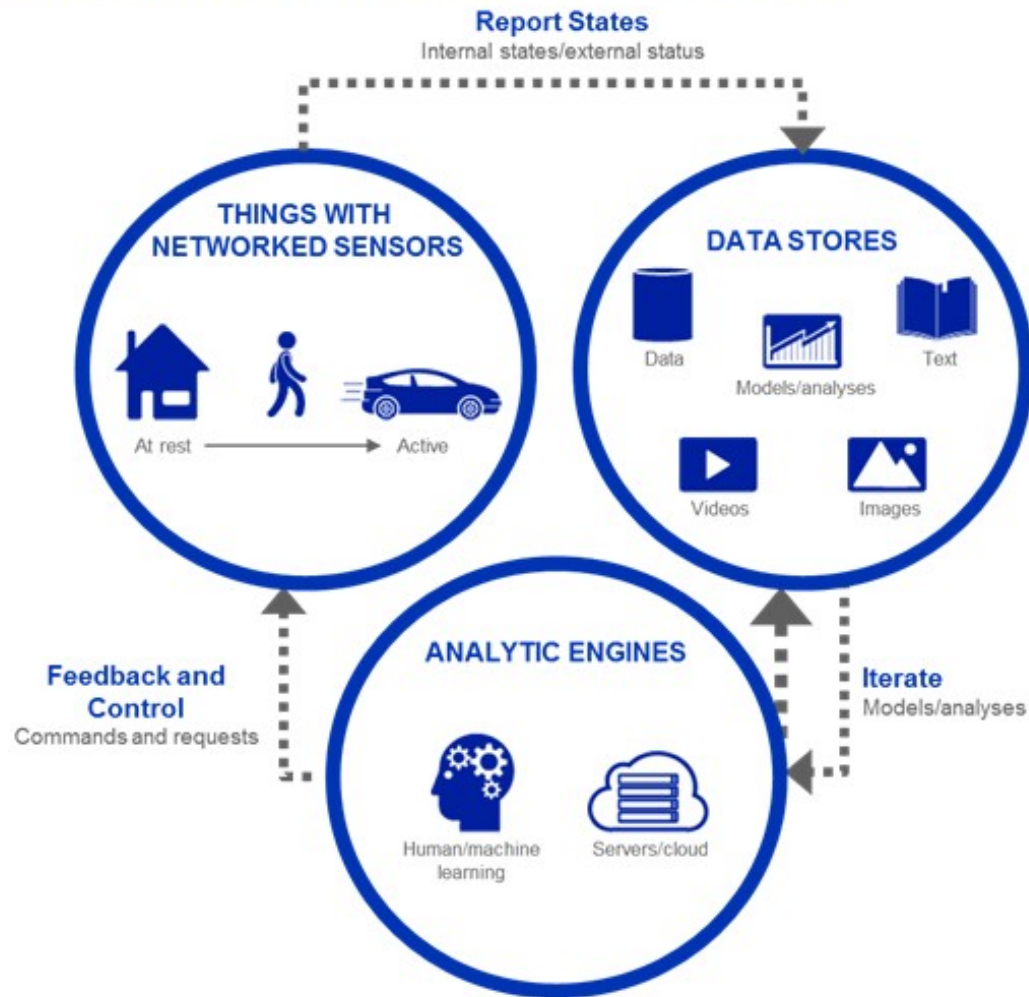 Report States
Internal states/external status
THINGS WITH
NETWORKED SENSORS
At rest
Active
DATA STORES
Data
Models/analyses
Text
Videos
Images
Feedback and
Control
Commands and requests
ANALYTIC ENGINES
Human/machine
learning
Servers/cloud
Iterate
Models/analyses